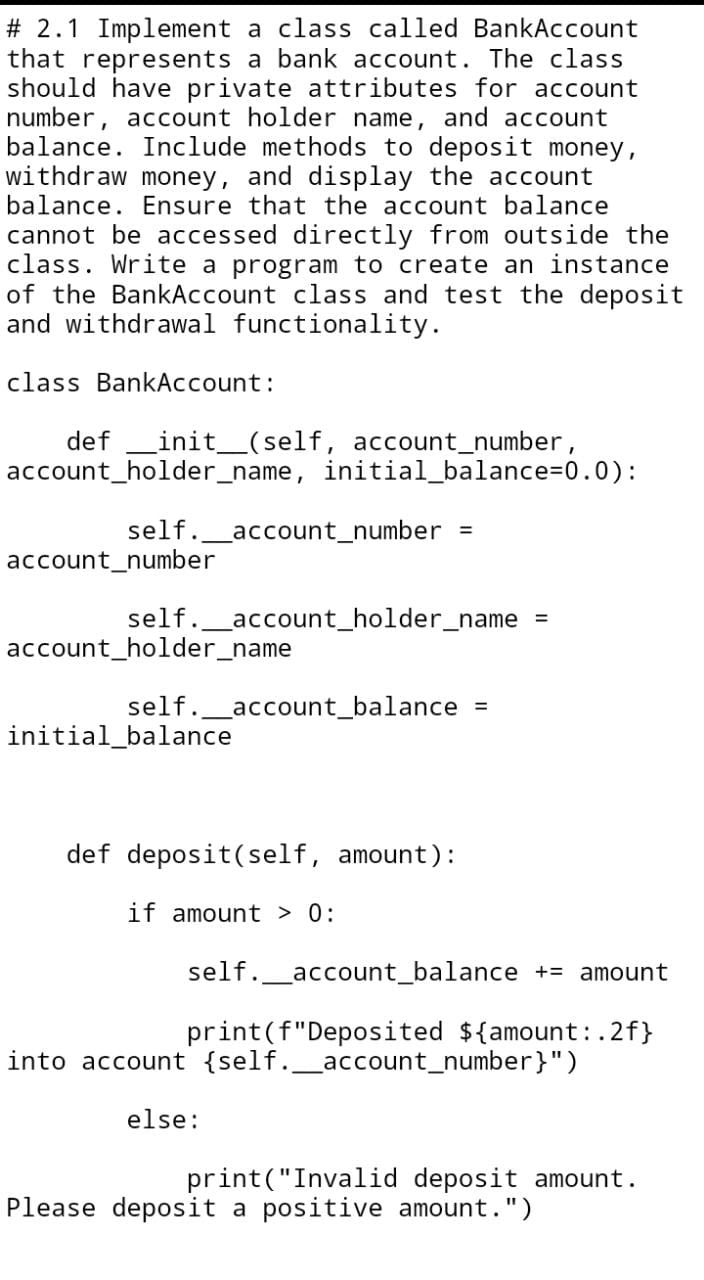 # 2.1 Implement a class called BankAccount
that represents a bank account. The class
should have private attributes for account
number, account holder name, and account
balance. Include methods to deposit money,
withdraw money, and display the account
balance. Ensure that the account balance
cannot be accessed directly from outside the
class. Write a program to create an instance
of the BankAccount class and test the deposit
and withdrawal functionality.

class BankAccount:

    def __init__(self, account_number,
account_holder_name, initial_balance=0.0):

        self.__account_number =
account_number

        self.__account_holder_name =
account_holder_name

        self.__account_balance =
initial_balance

    def deposit(self, amount):

        if amount > 0:

            self.__account_balance += amount

            print(f"Deposited ${amount:.2f}
into account {self.__account_number}")

        else:

            print("Invalid deposit amount.
Please deposit a positive amount.")